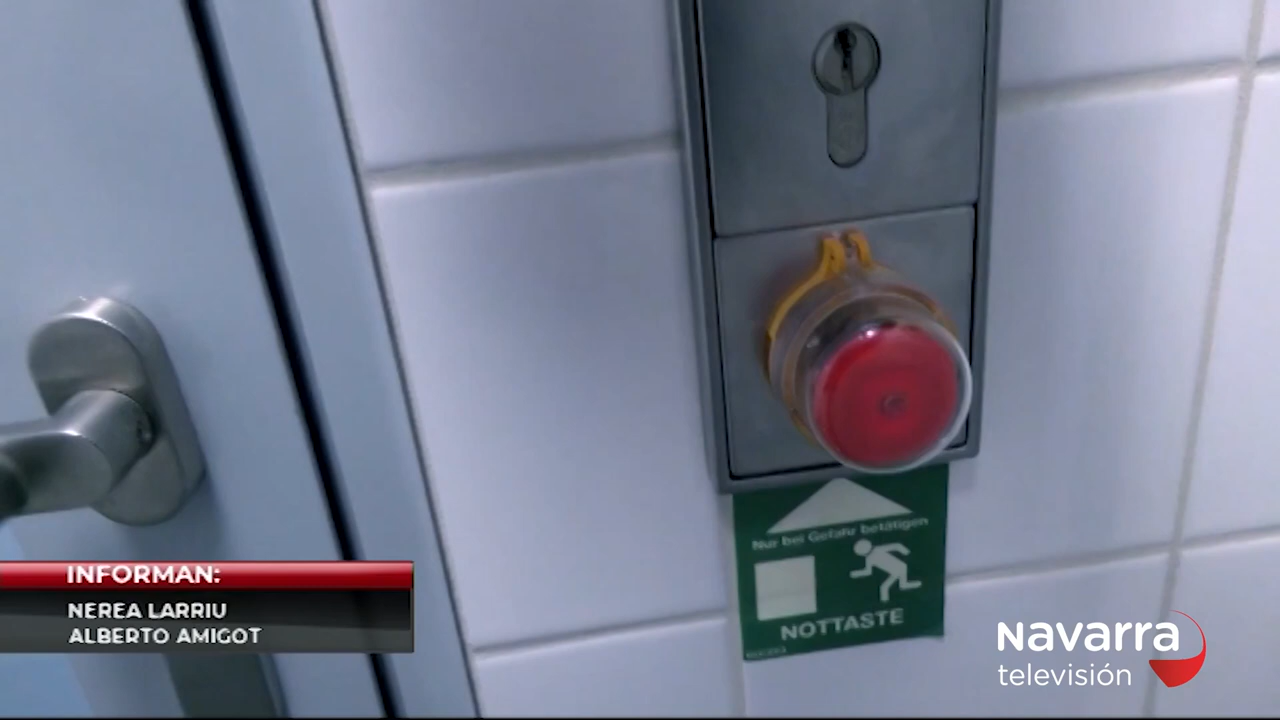 Nur bei Gefahr betätigen
NOTTASTE
INFORMAN:
NEREA LARRIU
ALBERTO AMIGOT
Navarra
televisión